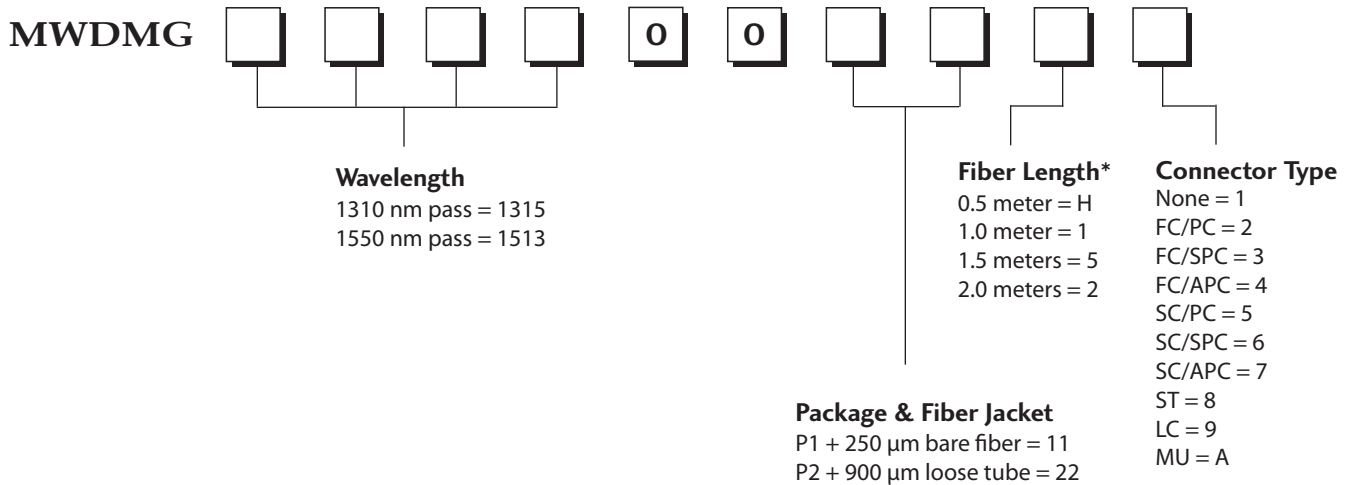 MWDMG 0 0
Wavelength
1310 nm pass = 1315
1550 nm pass = 1513
Package & Fiber Jacket
P1 + 250 µm bare fiber = 11
P2 + 900 µm loose tube = 22
Fiber Length*
0.5 meter = H
1.0 meter = 1
1.5 meters = 5
2.0 meters = 2
Connector Type
None = 1
FC/PC = 2
FC/SPC = 3
FC/APC = 4
SC/PC = 5
SC/SPC = 6
SC/APC = 7
ST = 8
LC = 9
MU = A